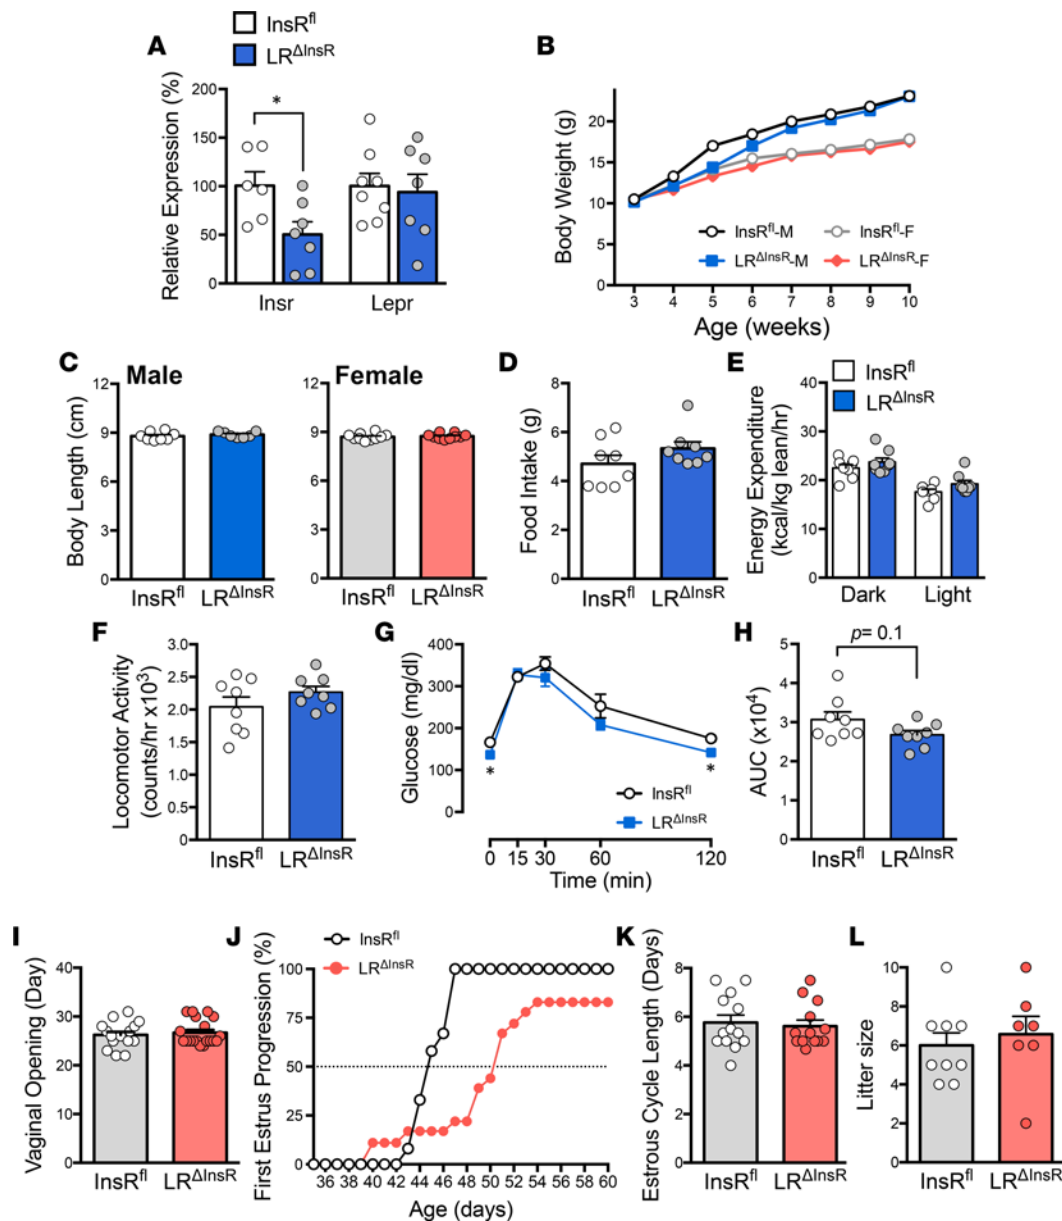 InsR^fl
LR^ΔInsR
A
Relative Expression (%)
200
150
100
50
0
*
Insr
Lepr
B
Body Weight (g)
20
15
10
0
InsR^fl-M
InsR^fl-F
LR^ΔInsR-M
LR^ΔInsR-F
3 4 5 6 7 8 9 10
Age (weeks)
C
Male
Female
Body Length (cm)
12
9
6
3
0
InsR^fl
LR^ΔInsR
12
9
6
3
0
InsR^fl
LR^ΔInsR
D
Food Intake (g)
8
6
4
2
0
InsR^fl
LR^ΔInsR
E
InsR^fl
LR^ΔInsR
Energy Expenditure
(kcal/kg lean/hr)
40
30
20
10
0
Dark
Light
F
Locomotor Activity
(counts/hr x10^3)
3.0
2.5
2.0
1.5
1.0
0.5
0
InsR^fl
LR^ΔInsR
G
Glucose (mg/dl)
400
300
200
100
0
*
*
InsR^fl
LR^ΔInsR
0 15 30 60 120
Time (min)
H
p= 0.1
AUC (x10^4)
5
4
3
2
1
0
InsR^fl
LR^ΔInsR
I
Vaginal Opening (Day)
40
30
20
10
0
InsR^fl
LR^ΔInsR
J
InsR^fl
LR^ΔInsR
First Estrus Progression (%)
100
75
50
25
0
36 38 40 42 44 46 48 50 52 54 56 58 60
Age (days)
K
Estrous Cycle Length (Days)
8
6
4
2
0
InsR^fl
LR^ΔInsR
L
Litter size
10
8
6
4
2
0
InsR^fl
LR^ΔInsR